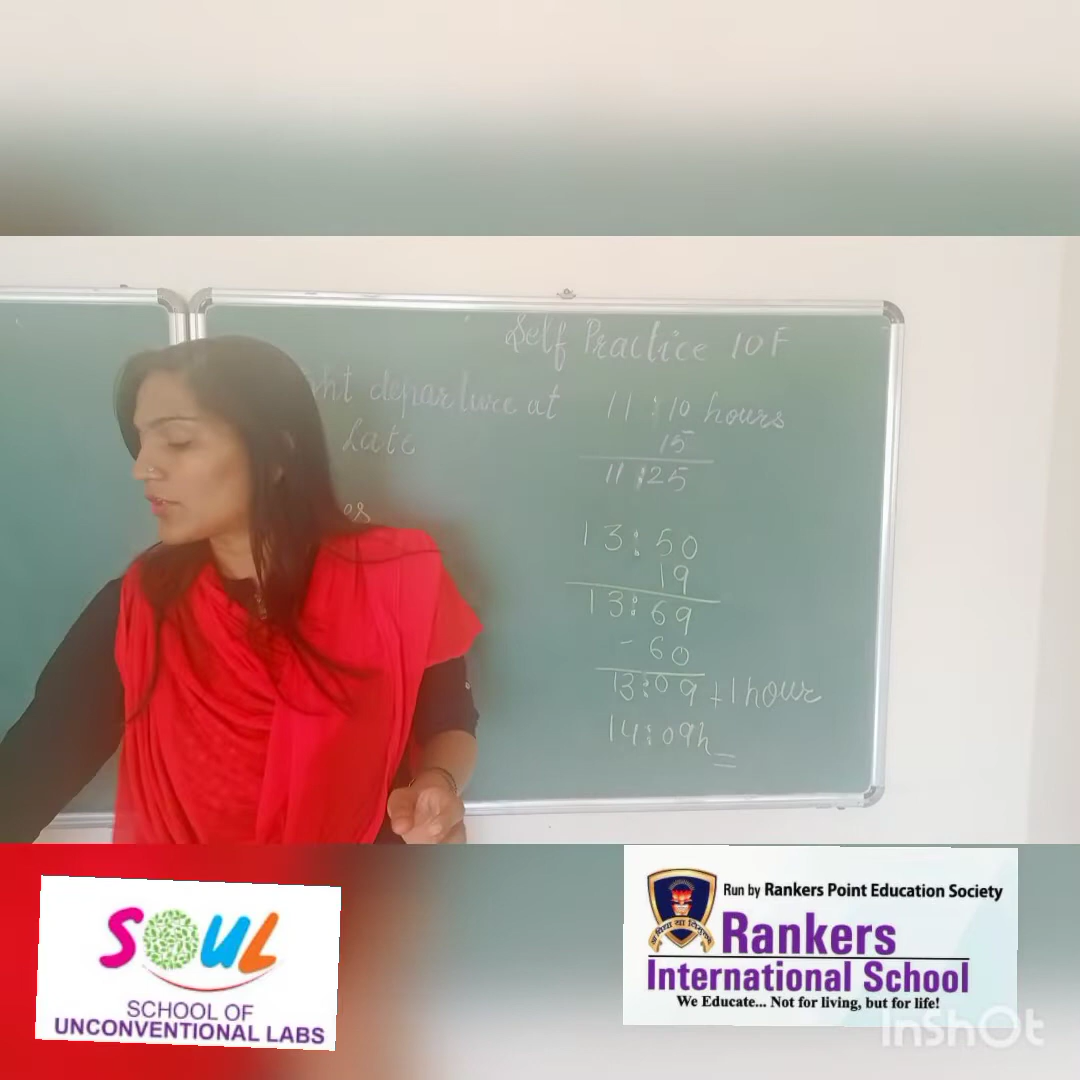 Self Practice 10F
departure at 11:10 hours
Late 15
11:25
13:50
19
13:69
-60
13:09 +1hour
14:09h
SOUL
SCHOOL OF
UNCONVENTIONAL LABS
Run by Rankers Point Education Society
Rankers
International School
We Educate... Not for living, but for life!
InShOt